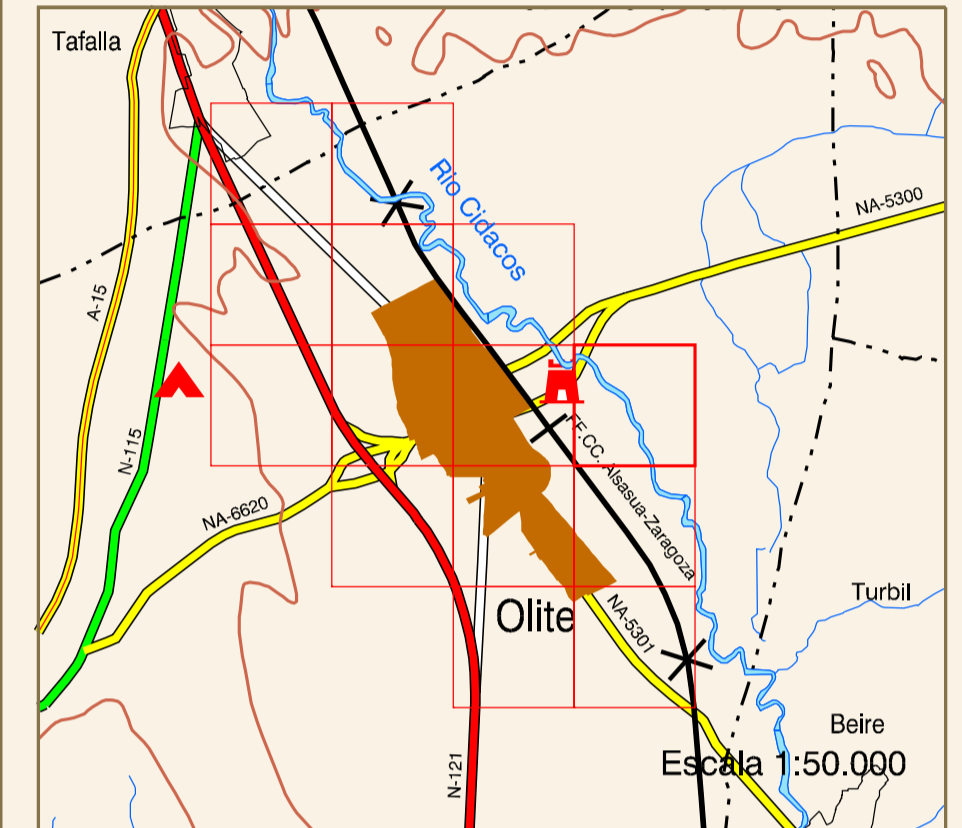 Tafalla
Rio Cidacos
NA-5300
A-15
N-115
FF.CC. Alsasua-Zaragoza
NA-6620
Turbil
Olite
NA-5301
Beire
Escala 1:50.000
N-121